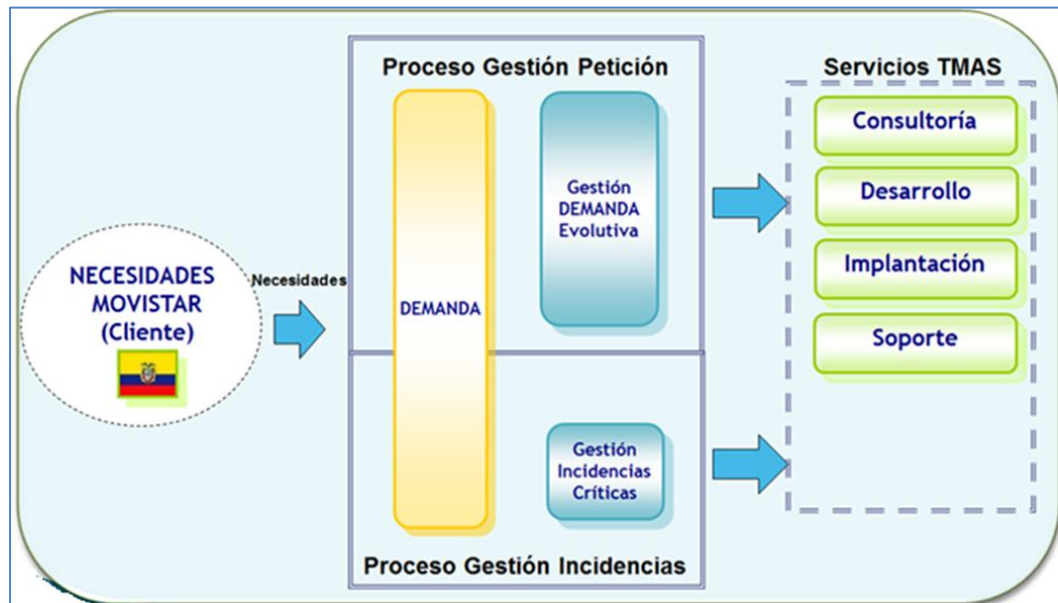 Proceso Gestión Petición
Servicios TMAS
Consultoría
Desarrollo
Implantación
Soporte
Gestión
DEMANDA
Evolutiva
NECESIDADES
MOVISTAR
(Cliente)
Necesidades
DEMANDA
Gestión
Incidencias
Críticas
Proceso Gestión Incidencias